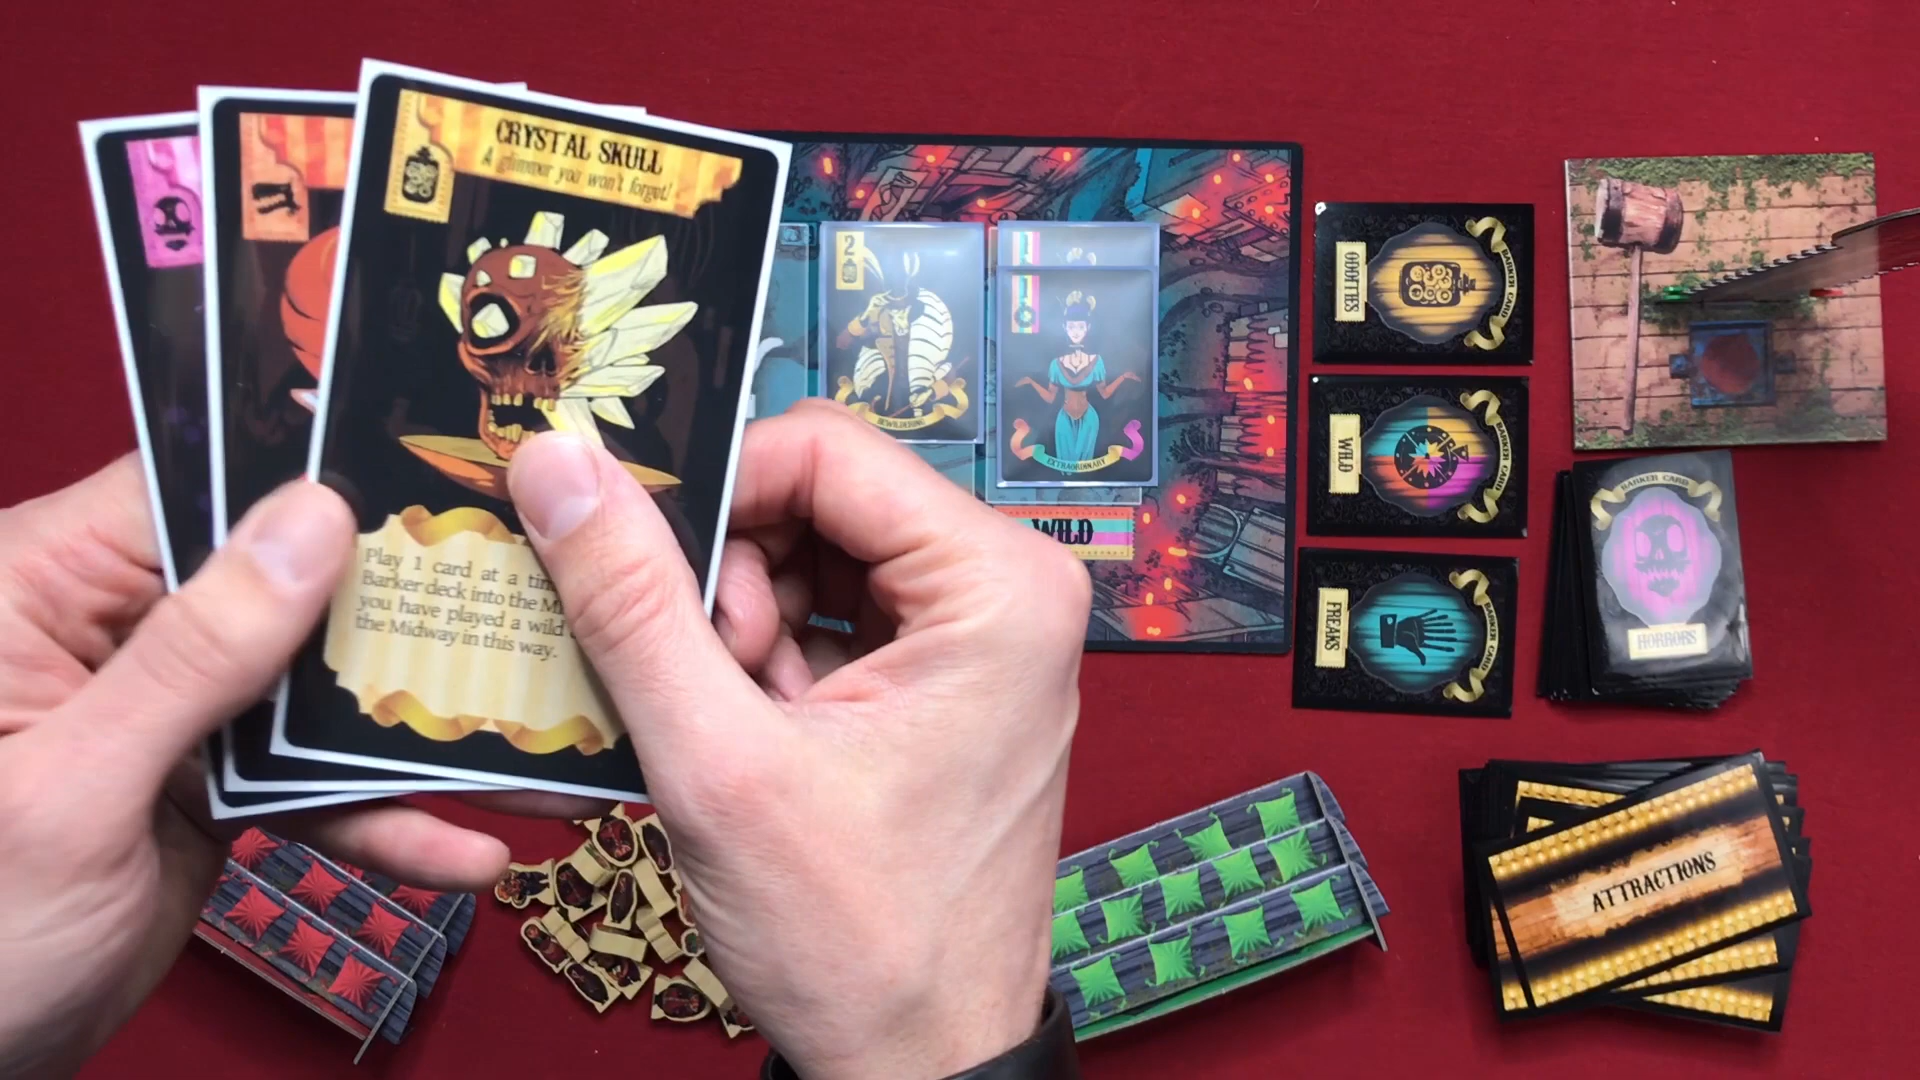 CRYSTAL SKULL
A glimmer you won't forget!
Play 1 card at a
Barker deck into the
you have played a wild
the Midway in this way.
2
BEWILDERING
EXTRAORDINARY
WILD
ODDITIES
BARKER CARD
WILD
BARKER CARD
FREAKS
BARKER CARD
BARKER CARD
HORRORS
ATTRACTIONS